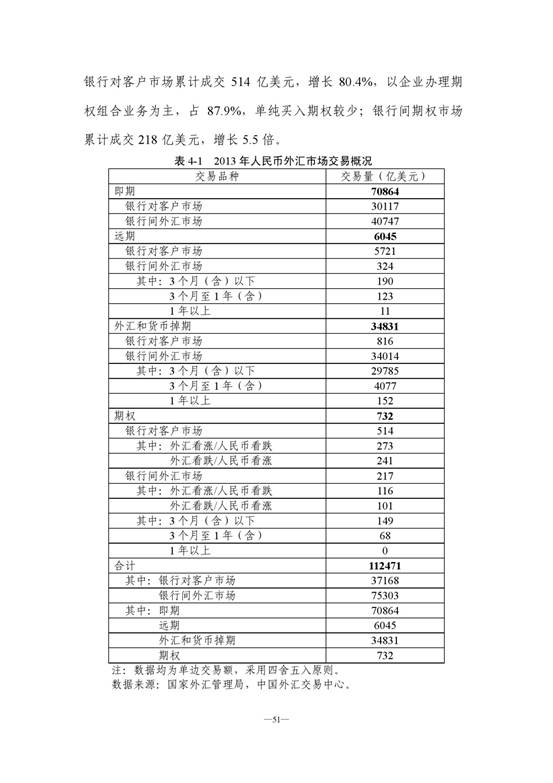 银行对客户市场累计成交 514 亿美元，增长 80.4%，以企业办理期
权组合业务为主，占 87.9%，单纯买入期权较少；银行间期权市场
累计成交 218 亿美元，增长 5.5 倍。
表 4-1 2013 年人民币外汇市场交易概况
交易品种 交易量（亿美元）
即期 70864
银行对客户市场 30117
银行间外汇市场 40747
远期 6045
银行对客户市场 5721
银行间外汇市场 324
其中：3 个月（含）以下 190
3 个月至 1 年（含） 123
1 年以上 11
外汇和货币掉期 34831
银行对客户市场 816
银行间外汇市场 34014
其中：3 个月（含）以下 29785
3 个月至 1 年（含） 4077
1 年以上 152
期权 732
银行对客户市场 514
其中：外汇看涨/人民币看跌 273
外汇看跌/人民币看涨 241
银行间外汇市场 217
其中：外汇看涨/人民币看跌 116
外汇看跌/人民币看涨 101
其中：3 个月（含）以下 149
3 个月至 1 年（含） 68
1 年以上 0
合计 112471
其中：银行对客户市场 37168
银行间外汇市场 75303
其中：即期 70864
远期 6045
外汇和货币掉期 34831
期权 732
注：数据均为单边交易额，采用四舍五入原则。
数据来源：国家外汇管理局，中国外汇交易中心。
—51—